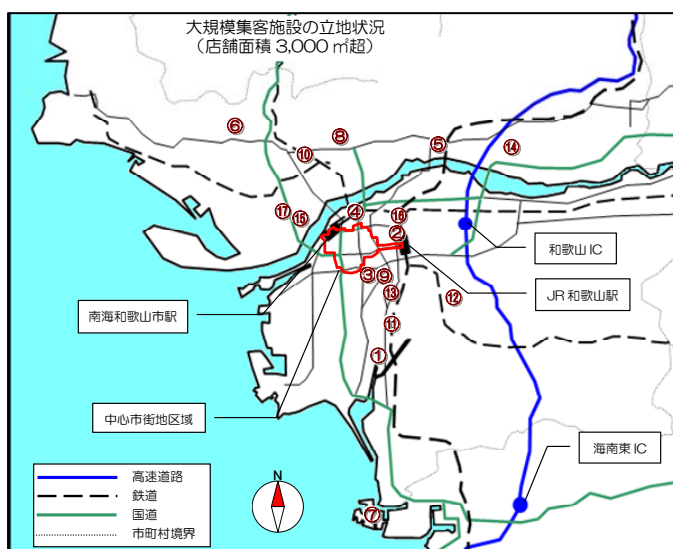 大規模集客施設の立地状況
（店舗面積 3,000 ㎡超）
⑥
⑧
⑩
⑤
⑭
⑰
⑮
④
⑯
②
和歌山 IC
③⑨
⑬
⑫
JR 和歌山駅
南海和歌山市駅
⑪
①
中心市街地区域
海南東 IC
高速道路
鉄道
国道
市町村境界
N
⑦